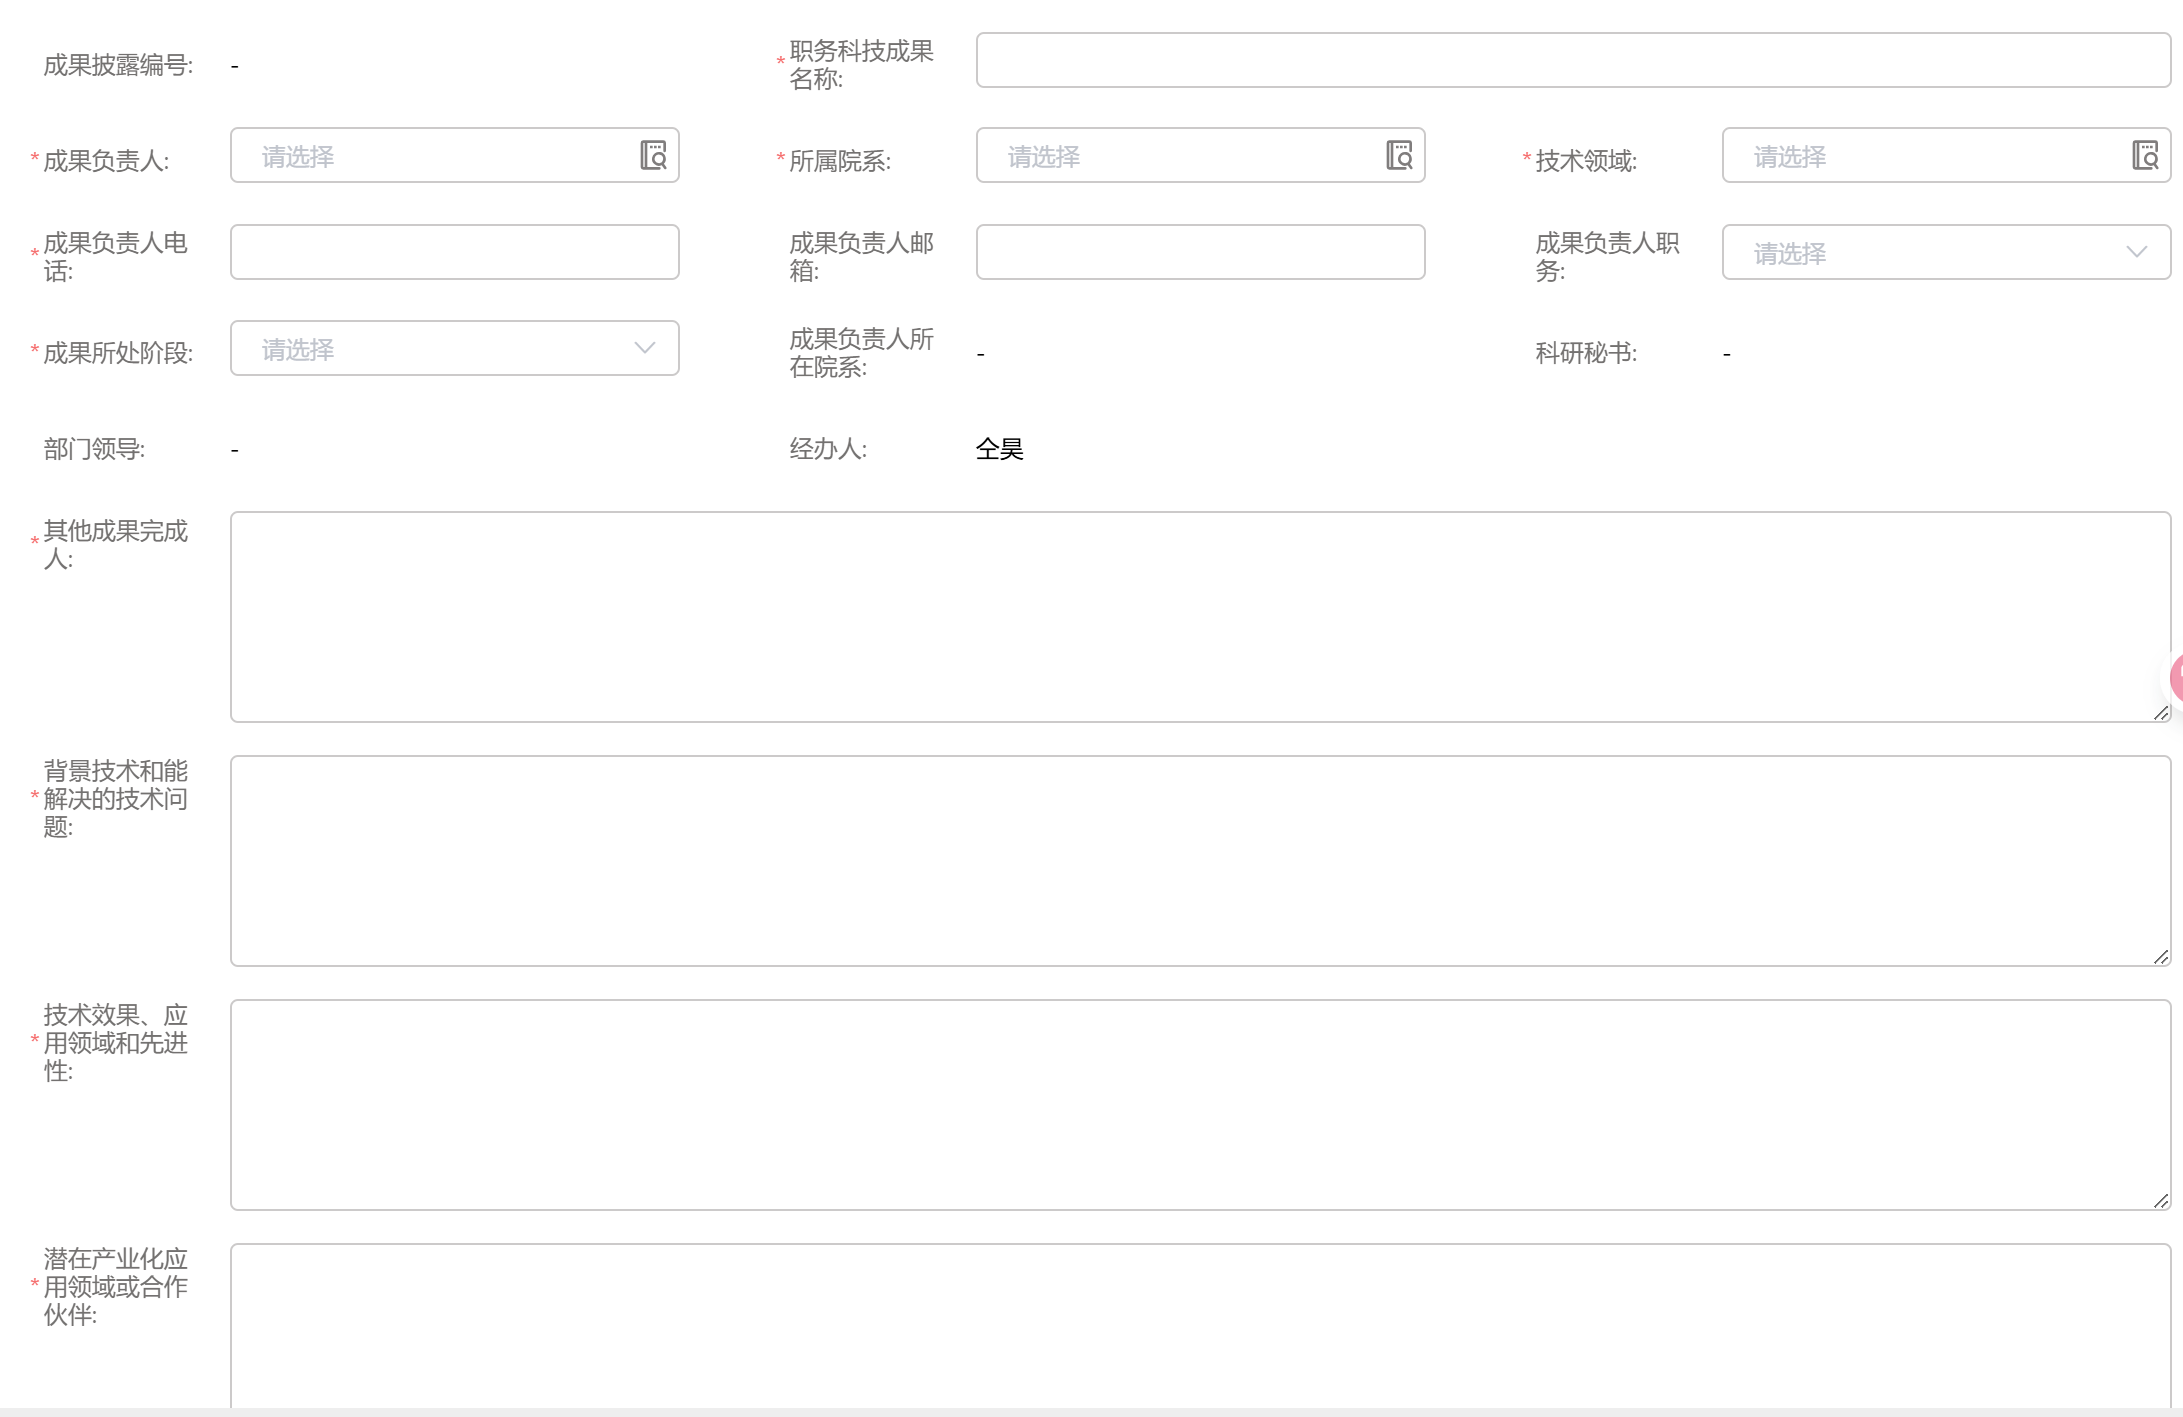 成果披露编号: -
* 职务科技成果
名称:
* 成果负责人: 请选择
* 所属院系: 请选择
* 技术领域: 请选择
* 成果负责人电
话:
成果负责人邮
箱:
成果负责人职
务: 请选择
* 成果所处阶段: 请选择
成果负责人所
在院系: -
科研秘书: -
部门领导: -
经办人: 仝昊
* 其他成果完成
人:
* 背景技术和能
解决的技术问
题:
* 技术效果、应
用领域和先进
性:
* 潜在产业化应
用领域或合作
伙伴: